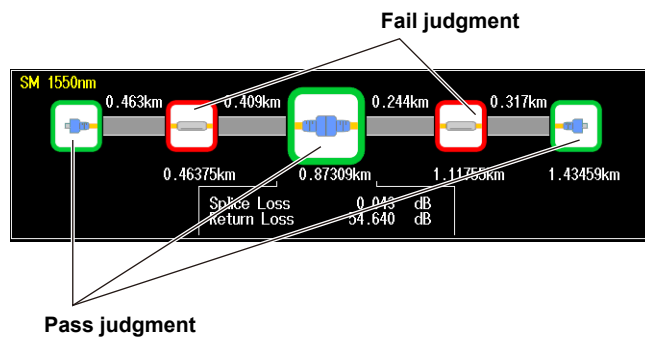 Fail judgment
SM 1550nm
0.463km 0.409km 0.244km 0.317km
0.46375km 0.87309km 1.11755km 1.43459km
Splice Loss 0.043 dB
Return Loss 54.640 dB
Pass judgment